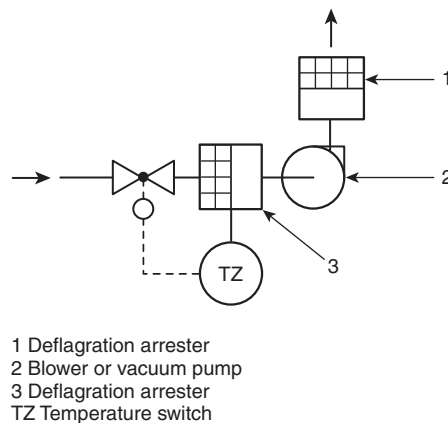 1
2
3
TZ
1 Deflagration arrester
2 Blower or vacuum pump
3 Deflagration arrester
TZ Temperature switch